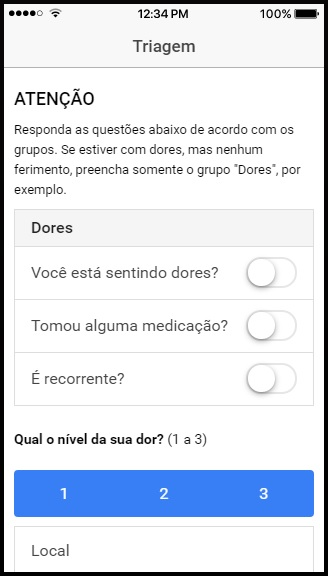 12:34 PM 100%
Triagem
ATENÇÃO
Responda as questões abaixo de acordo com os
grupos. Se estiver com dores, mas nenhum
ferimento, preencha somente o grupo "Dores", por
exemplo.
Dores
Você está sentindo dores?
Tomou alguma medicação?
É recorrente?
Qual o nível da sua dor? (1 a 3)
1 2 3
Local